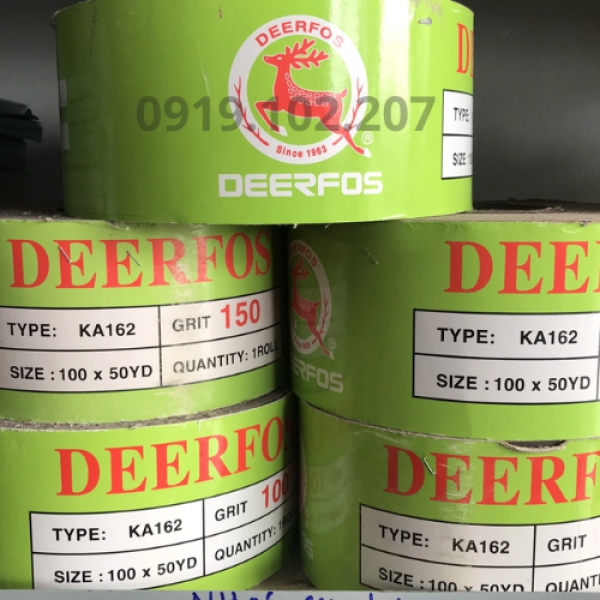 DEERFOS
0919.102.207
Since 1963
®
DEERFOS
TYPE
SIZE :
DEERFOS
TYPE: KA162
GRIT 150
SIZE : 100 x 50YD
QUANTITY: 1ROLL
DEERFOS
TYPE: KA162
SIZE : 100 x 50YD
DEERFOS
TYPE: KA162
GRIT 100
SIZE : 100 x 50YD
QUANTITY:
TYPE: KA162
GRIT
SIZE : 100 x 50YD
QUAN